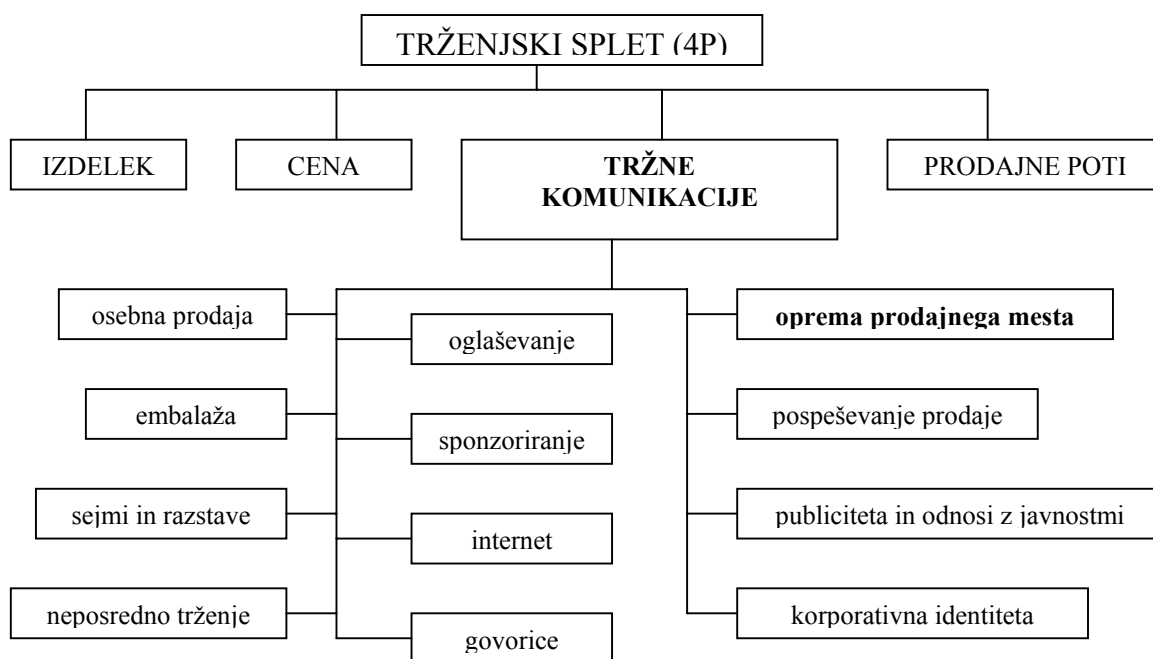 TRŽENJSKI SPLET (4P)
IZDELEK
CENA
TRŽNE
KOMUNIKACIJE
PRODAJNE POTI
osebna prodaja
oglaševanje
oprema prodajnega mesta
embalaža
sponzoriranje
pospeševanje prodaje
sejmi in razstave
internet
publiciteta in odnosi z javnostmi
neposredno trženje
govorice
korporativna identiteta